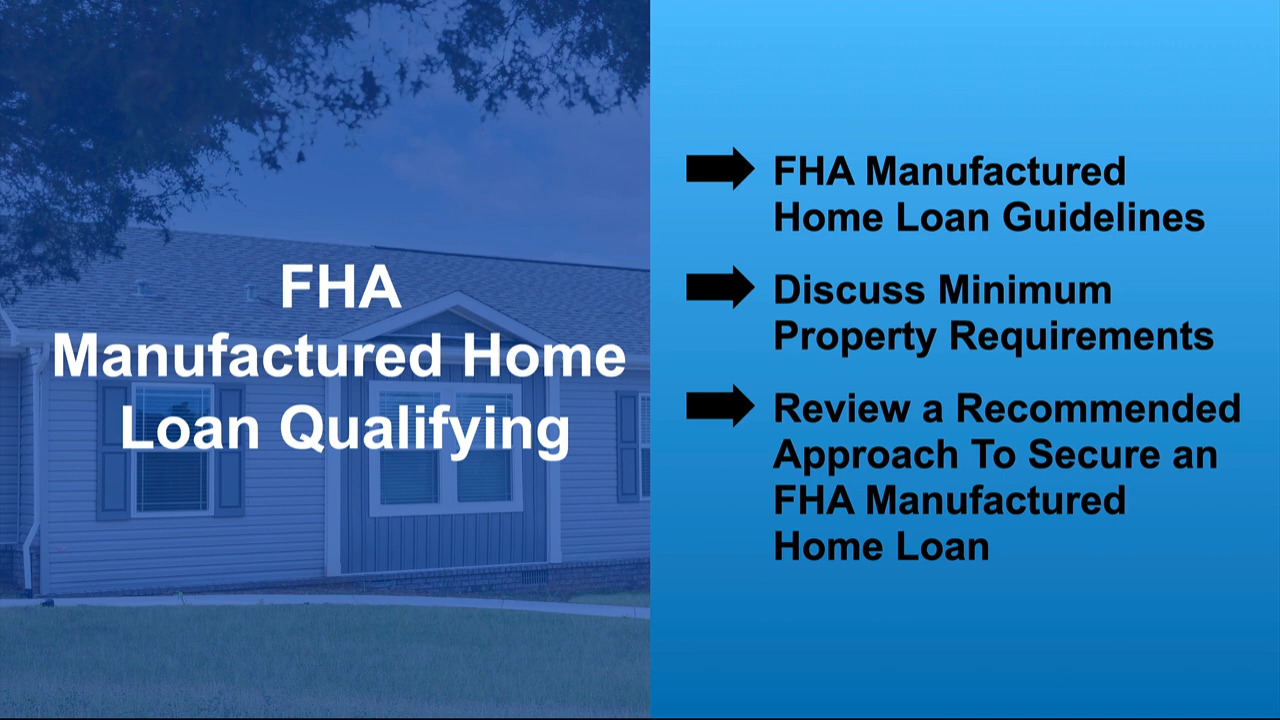 FHA
Manufactured Home
Loan Qualifying
FHA Manufactured
Home Loan Guidelines
Discuss Minimum
Property Requirements
Review a Recommended
Approach To Secure an
FHA Manufactured
Home Loan